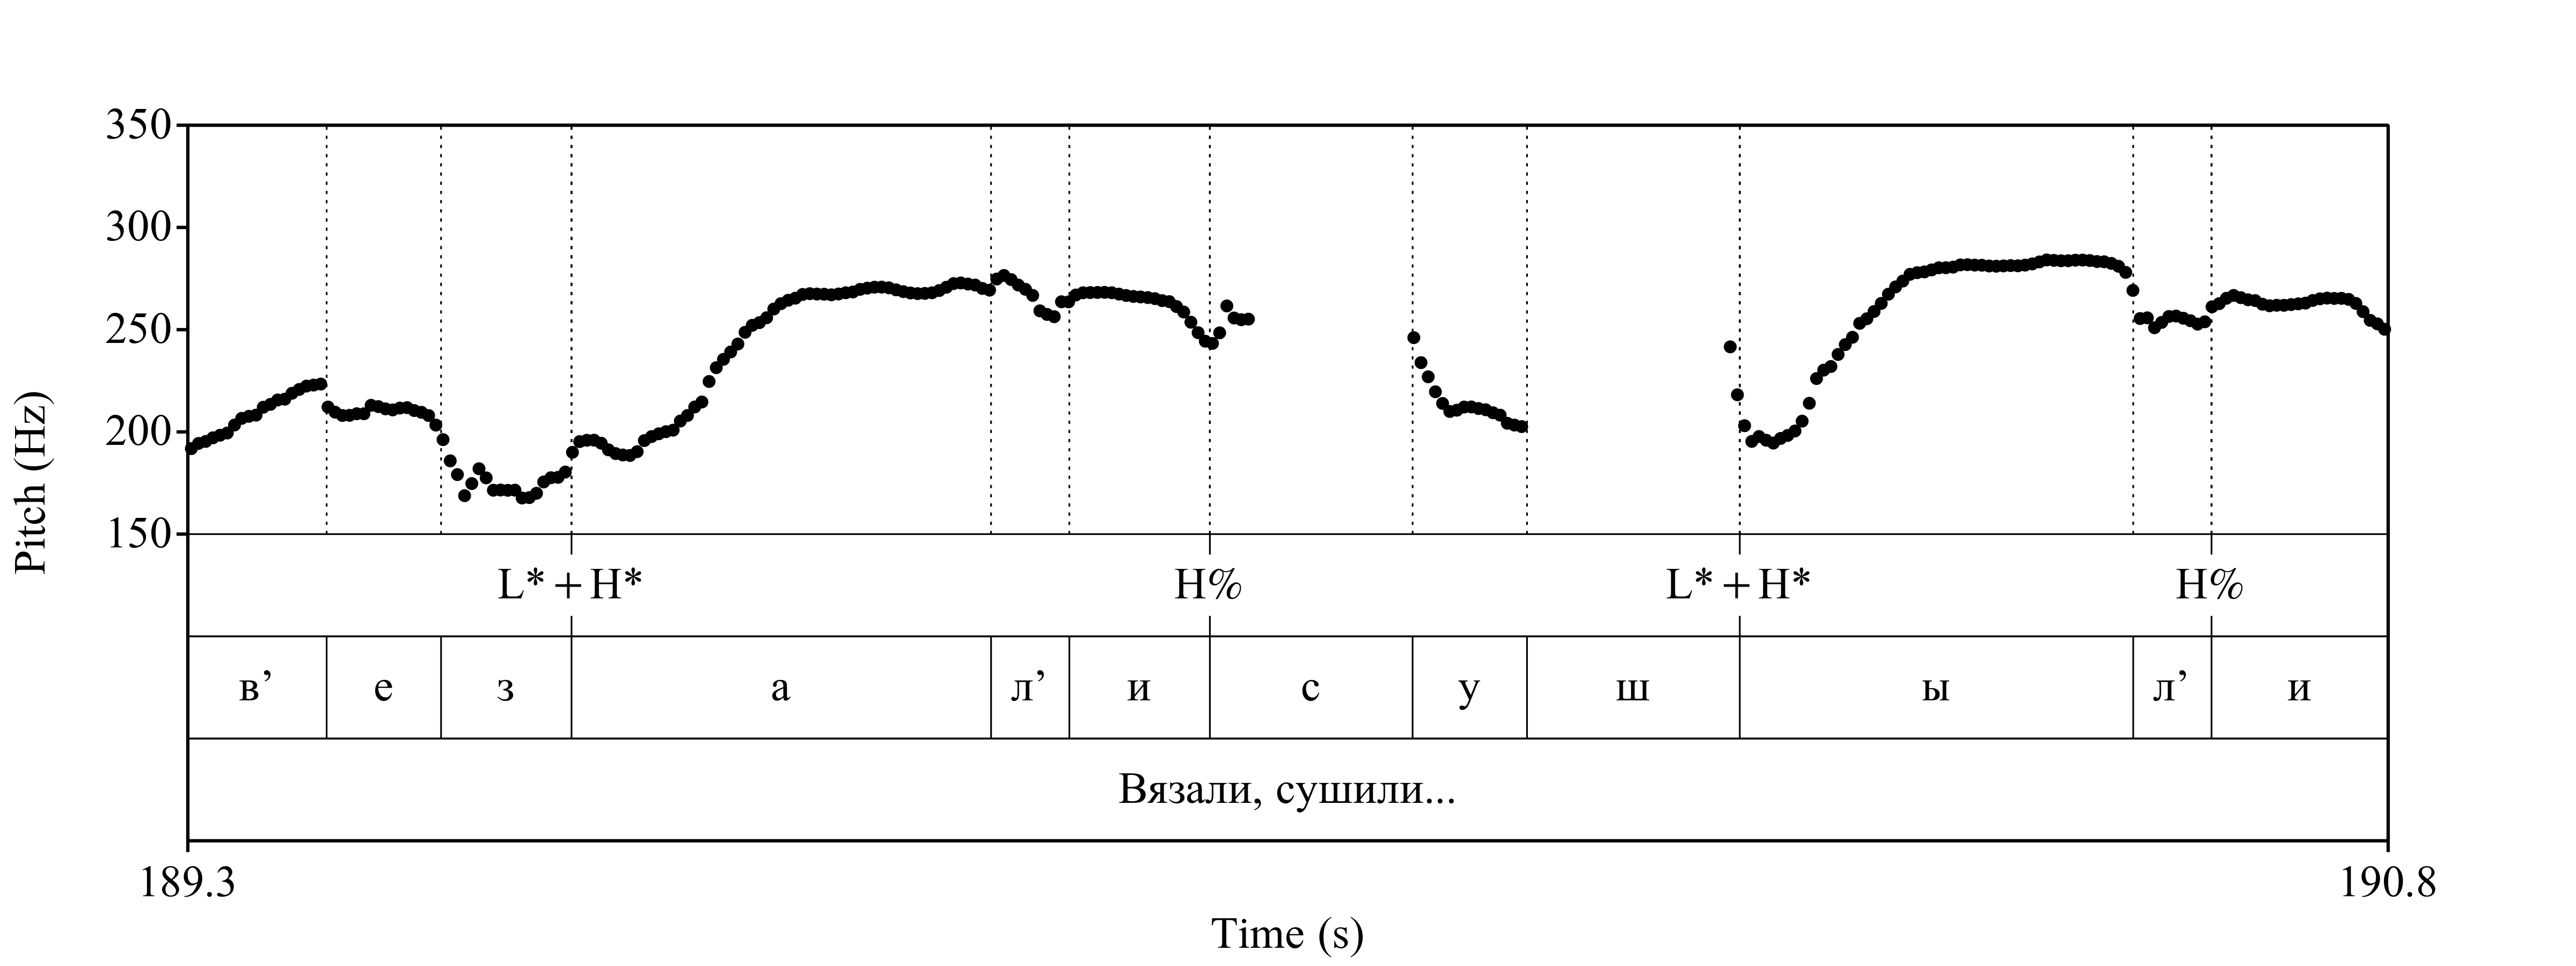 350
300
250
200
150
Pitch (Hz)
L* + H* H% L* + H* H%
в’ е з а л’ и с у ш ы л’ и
Вязали, сушили...
189.3 190.8
Time (s)